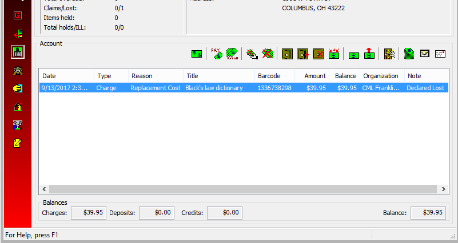 Claims/Lost: 0/1
COLUMBUS, OH 43222
Items held: 0
Total holds/ILL: 0/0
Account
Date Type Reason Title Barcode Amount Balance Organization Note
9/13/2017 2:3... Charge Replacement Cost Black's law dictionary 1336738298 $39.95 $39.95 CML Frankli... Declared Lost
Balances
Charges: $39.95 Deposits: $0.00 Credits: $0.00 Balance: $39.95
For Help, press F1